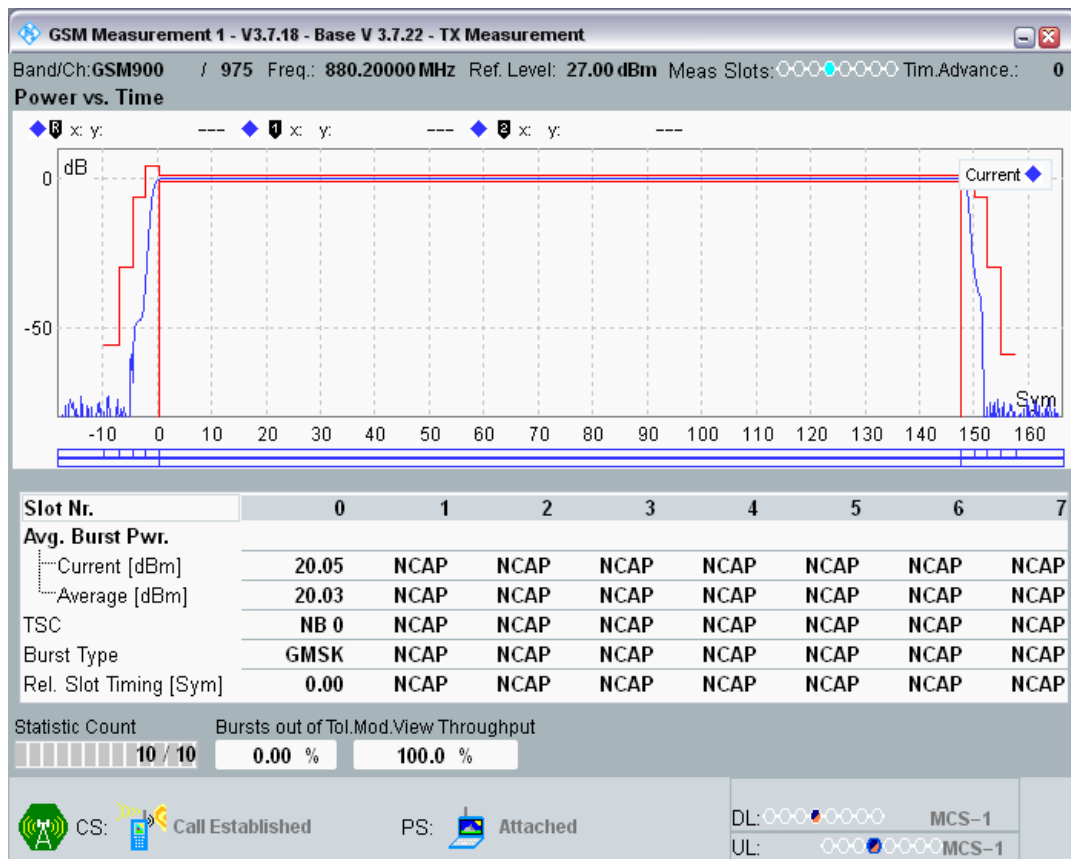 GSM Measurement 1 - V3.7.18 - Base V 3.7.22 - TX Measurement
Band/Ch:GSM900 / 975 Freq.: 880.20000 MHz Ref. Level: 27.00 dBm Meas Slots: Tim.Advance.: 0
Power vs. Time
R x: y: --- 1 x: y: --- 2 x: y: ---
dB
0
Current
-50
Sym
-10 0 10 20 30 40 50 60 70 80 90 100 110 120 130 140 150 160
Slot Nr. 0 1 2 3 4 5 6 7
Avg. Burst Pwr.
Current [dBm] 20.05 NCAP NCAP NCAP NCAP NCAP NCAP NCAP
Average [dBm] 20.03 NCAP NCAP NCAP NCAP NCAP NCAP NCAP
TSC NB 0 NCAP NCAP NCAP NCAP NCAP NCAP NCAP
Burst Type GMSK NCAP NCAP NCAP NCAP NCAP NCAP NCAP
Rel. Slot Timing [Sym] 0.00 NCAP NCAP NCAP NCAP NCAP NCAP NCAP
Statistic Count Bursts out of Tol. Mod.View Throughput
10 / 10 0.00 % 100.0 %
CS: Call Established PS: Attached
DL: MCS-1
UL: MCS-1